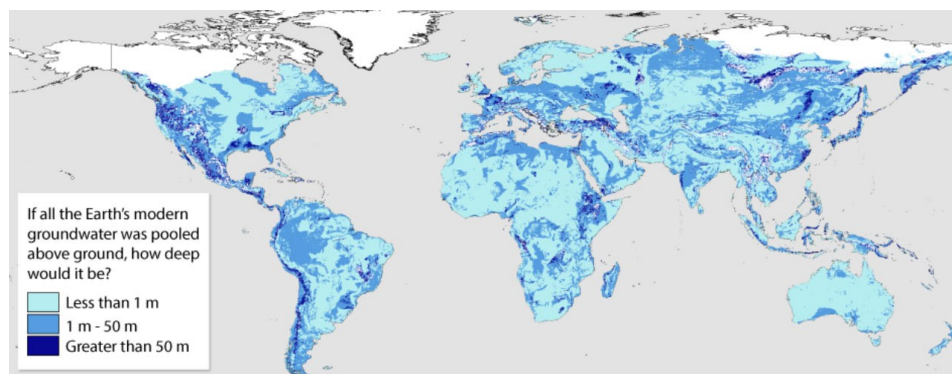 If all the Earth's modern
groundwater was pooled
above ground, how deep
would it be?
Less than 1 m
1 m - 50 m
Greater than 50 m